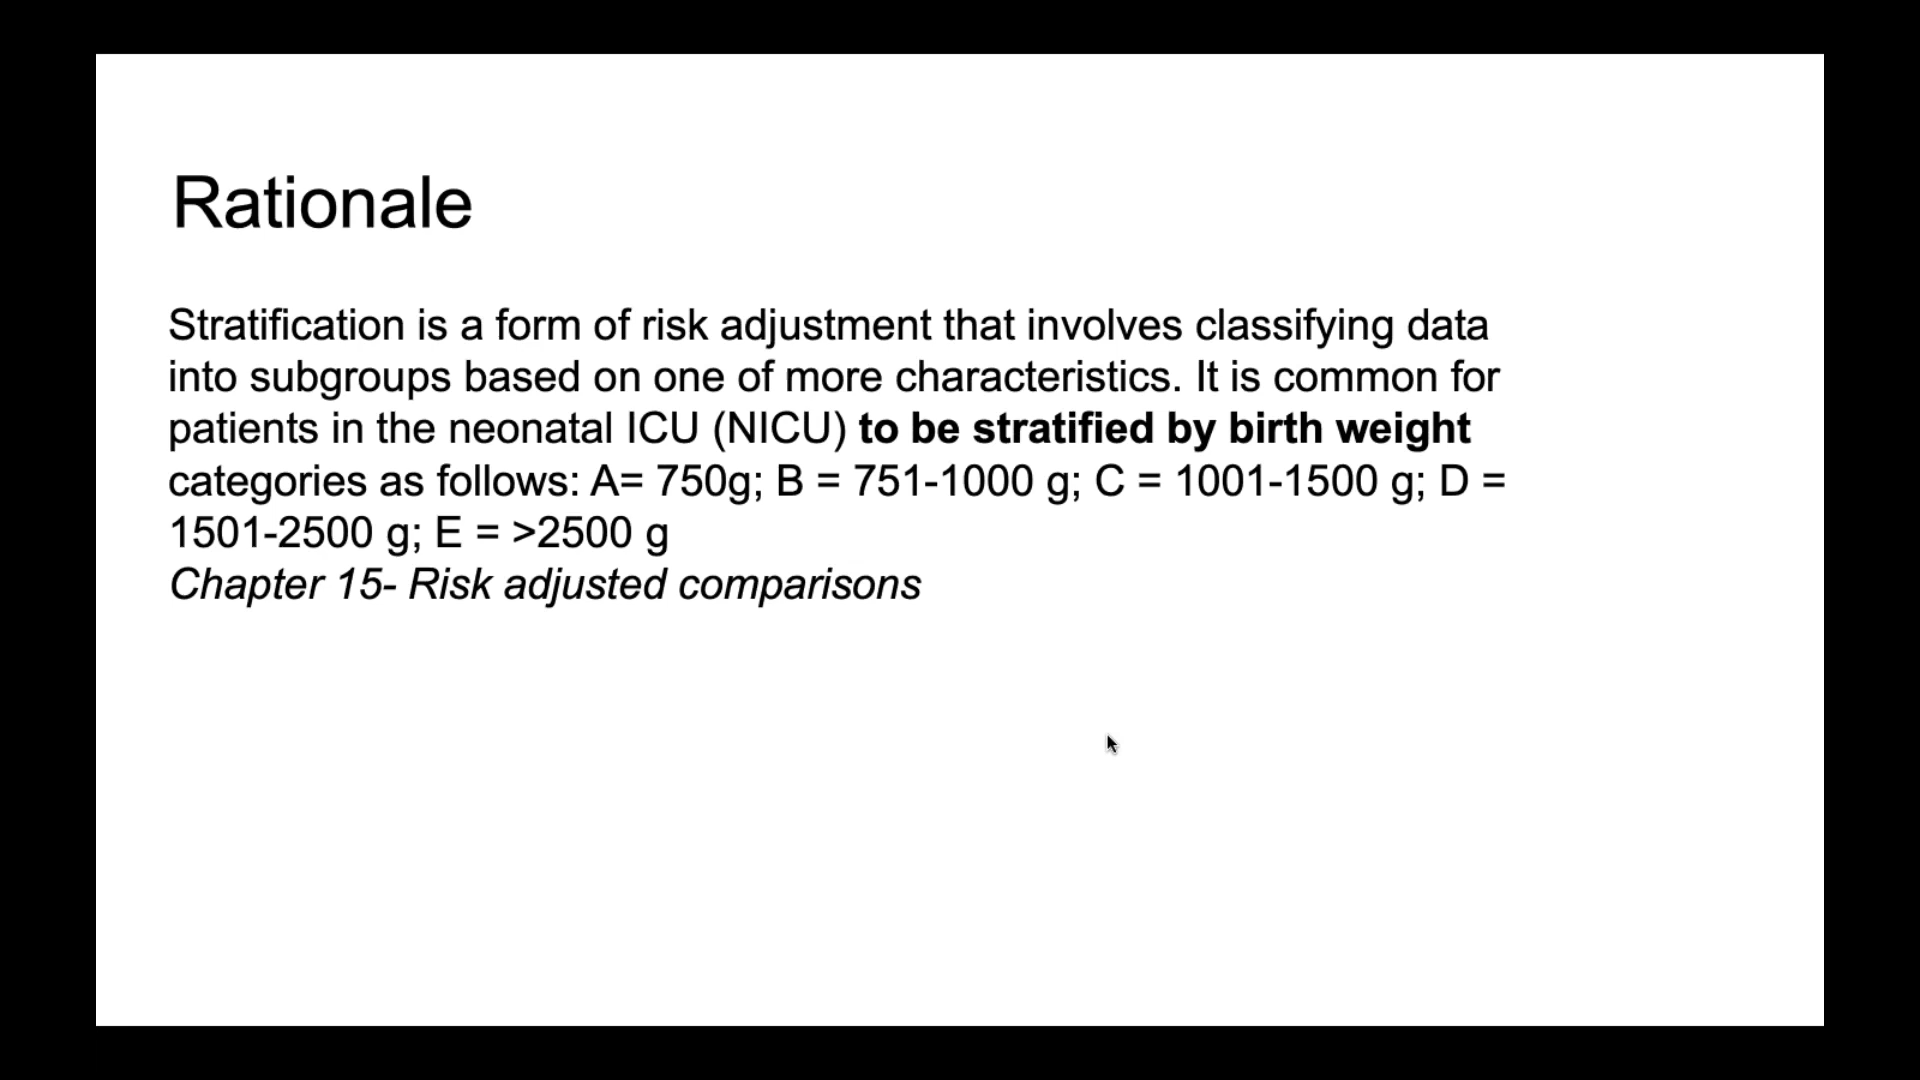 Rationale
Stratification is a form of risk adjustment that involves classifying data
into subgroups based on one of more characteristics. It is common for
patients in the neonatal ICU (NICU) to be stratified by birth weight
categories as follows: A= 750g; B = 751-1000 g; C = 1001-1500 g; D =
1501-2500 g; E = >2500 g
Chapter 15- Risk adjusted comparisons